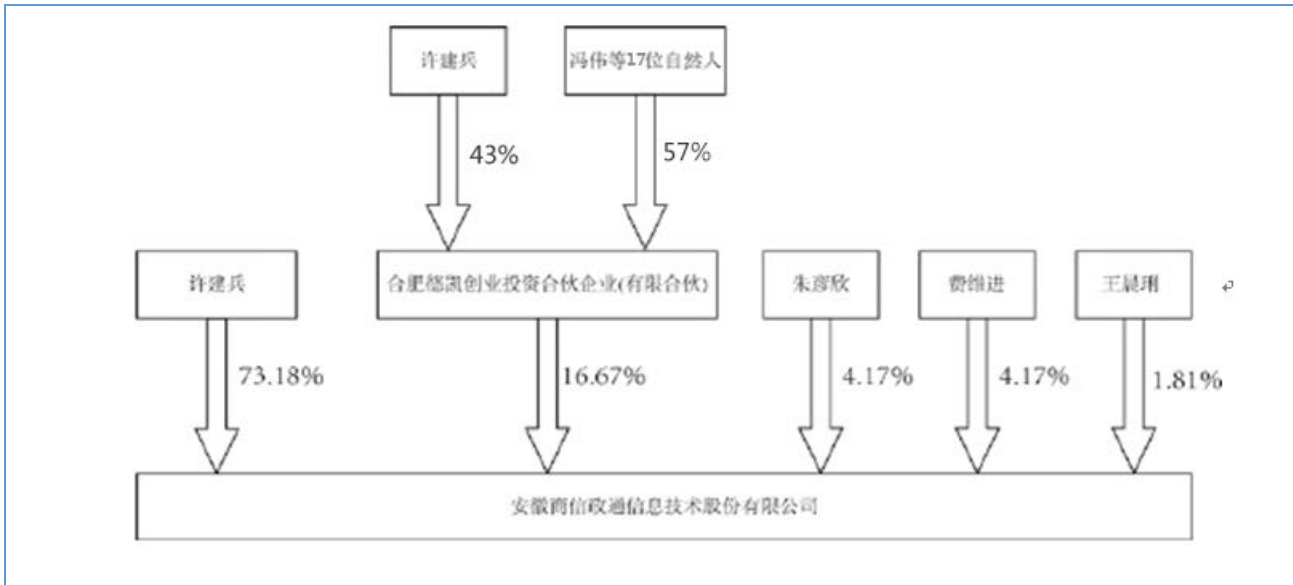 许建兵
冯伟等17位自然人
43%
57%
许建兵
合肥德凯创业投资合伙企业(有限合伙)
朱彦欣
费维进
王晨琍
73.18%
16.67%
4.17%
4.17%
1.81%
安徽商信政通信息技术股份有限公司